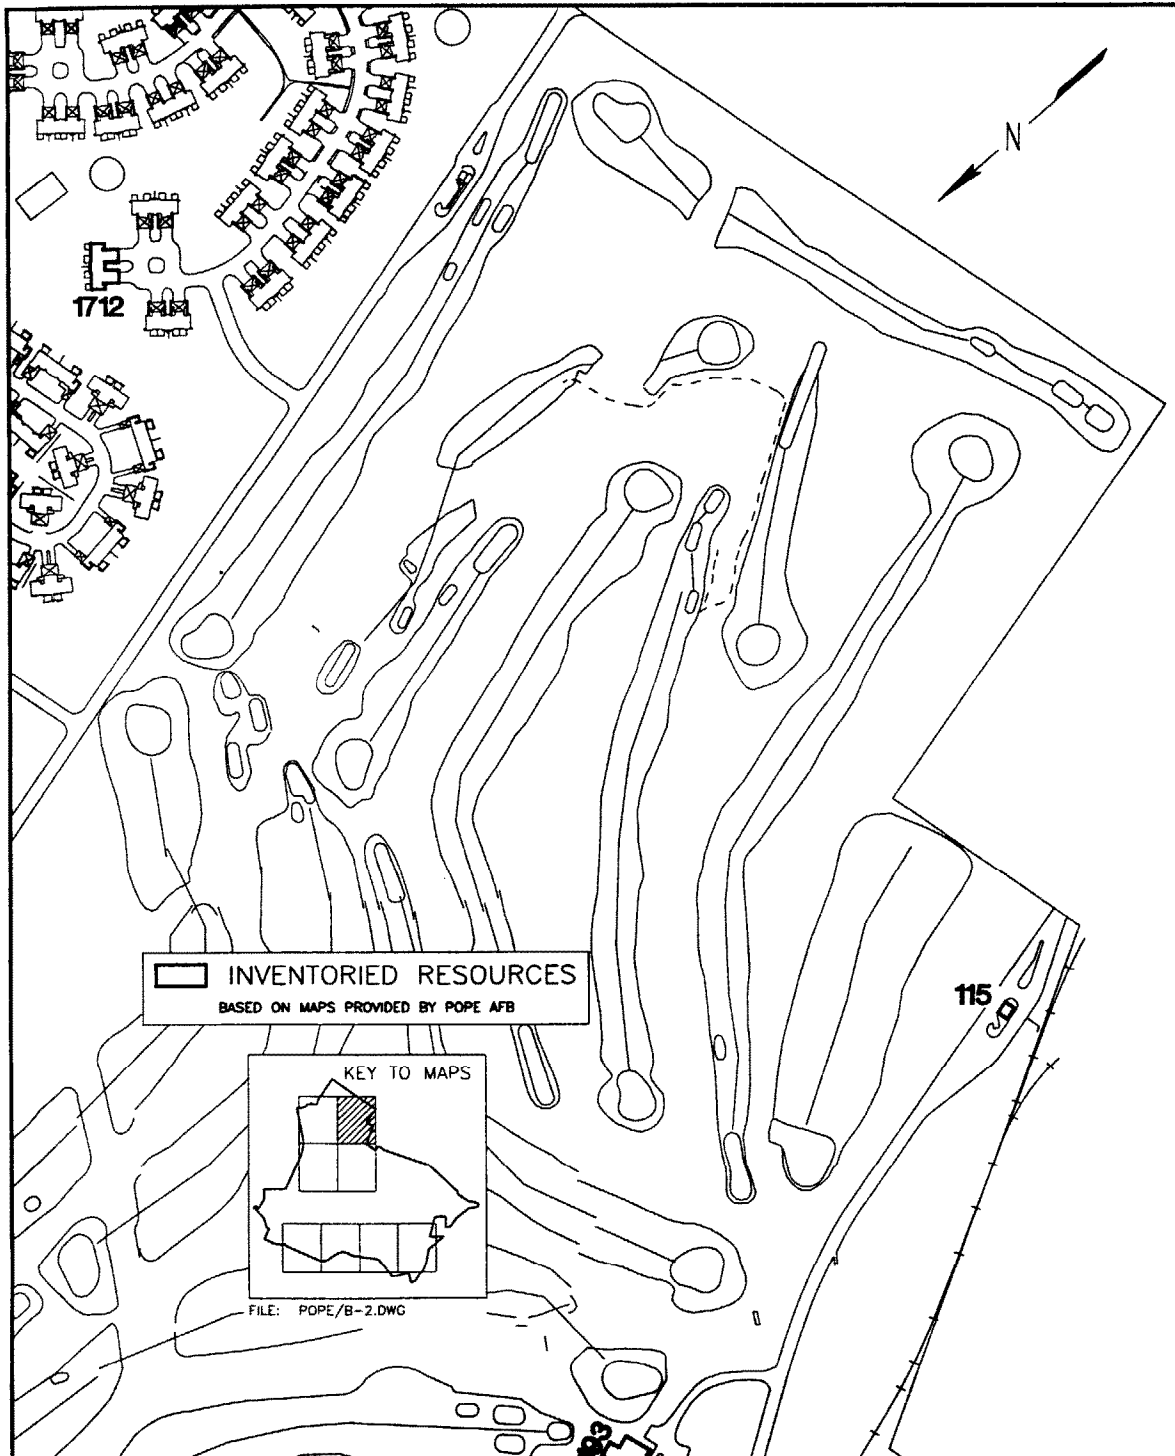 N
1712
INVENTORIED RESOURCES
BASED ON MAPS PROVIDED BY POPE AFB
115
KEY TO MAPS
FILE: POPE/B-2.DWG